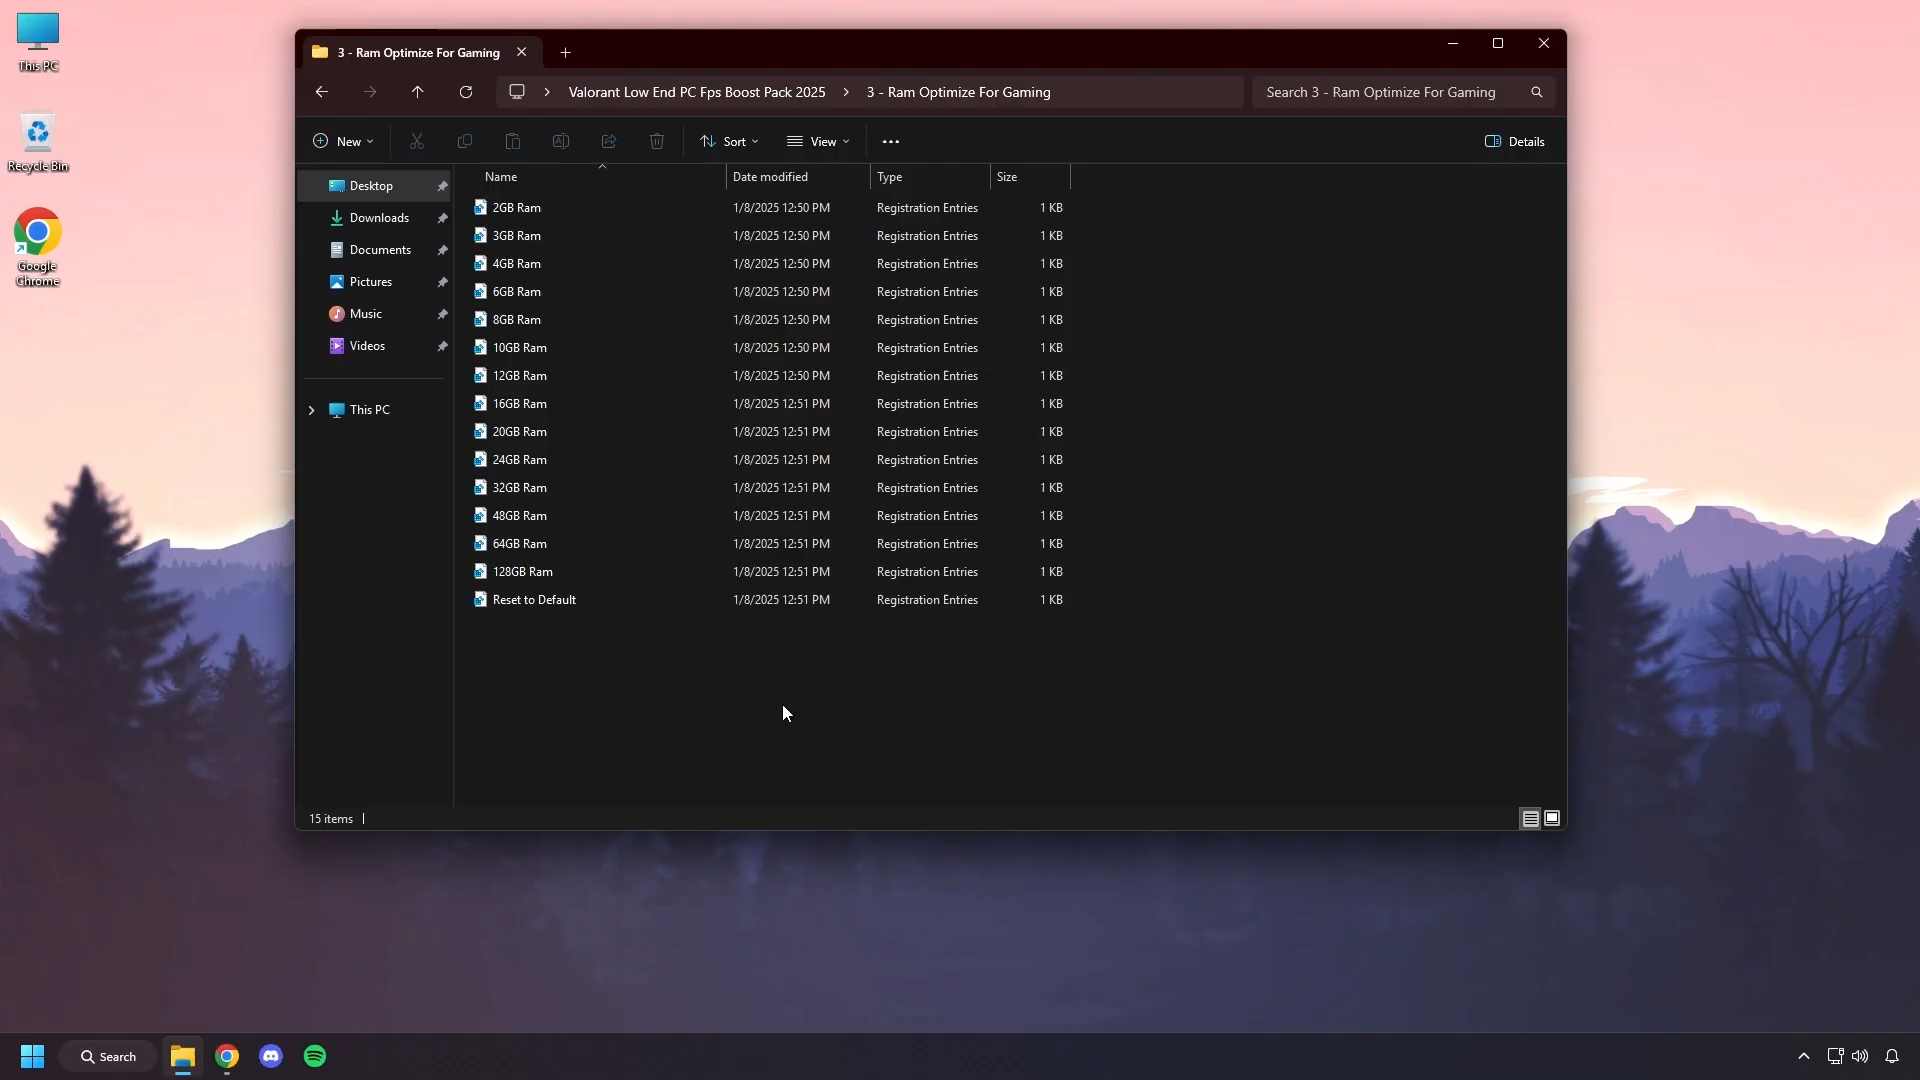 This PC
Recycle Bin
Google
Chrome
3 - Ram Optimize For Gaming
Valorant Low End PC Fps Boost Pack 2025
3 - Ram Optimize For Gaming
Search 3 - Ram Optimize For Gaming
New
Sort
View
Details
Desktop
Downloads
Documents
Pictures
Music
Videos
This PC
Name Date modified Type Size
2GB Ram 1/8/2025 12:50 PM Registration Entries 1 KB
3GB Ram 1/8/2025 12:50 PM Registration Entries 1 KB
4GB Ram 1/8/2025 12:50 PM Registration Entries 1 KB
6GB Ram 1/8/2025 12:50 PM Registration Entries 1 KB
8GB Ram 1/8/2025 12:50 PM Registration Entries 1 KB
10GB Ram 1/8/2025 12:50 PM Registration Entries 1 KB
12GB Ram 1/8/2025 12:50 PM Registration Entries 1 KB
16GB Ram 1/8/2025 12:51 PM Registration Entries 1 KB
20GB Ram 1/8/2025 12:51 PM Registration Entries 1 KB
24GB Ram 1/8/2025 12:51 PM Registration Entries 1 KB
32GB Ram 1/8/2025 12:51 PM Registration Entries 1 KB
48GB Ram 1/8/2025 12:51 PM Registration Entries 1 KB
64GB Ram 1/8/2025 12:51 PM Registration Entries 1 KB
128GB Ram 1/8/2025 12:51 PM Registration Entries 1 KB
Reset to Default 1/8/2025 12:51 PM Registration Entries 1 KB
15 items
Search